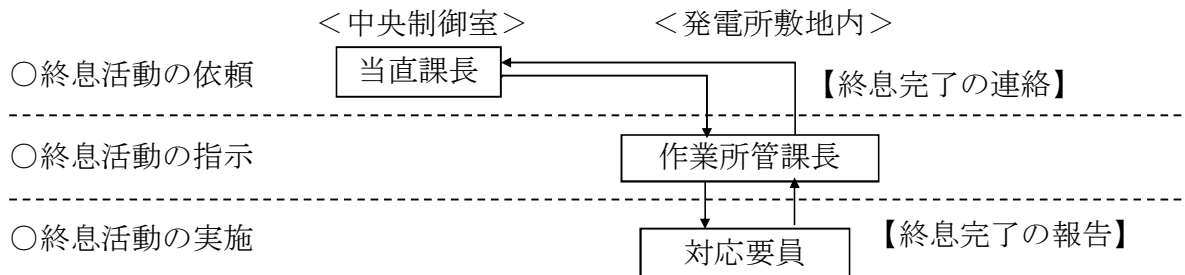 ＜中央制御室＞　＜発電所敷地内＞
○終息活動の依頼　当直課長　【終息完了の連絡】
○終息活動の指示　作業所管課長
○終息活動の実施　対応要員　【終息完了の報告】